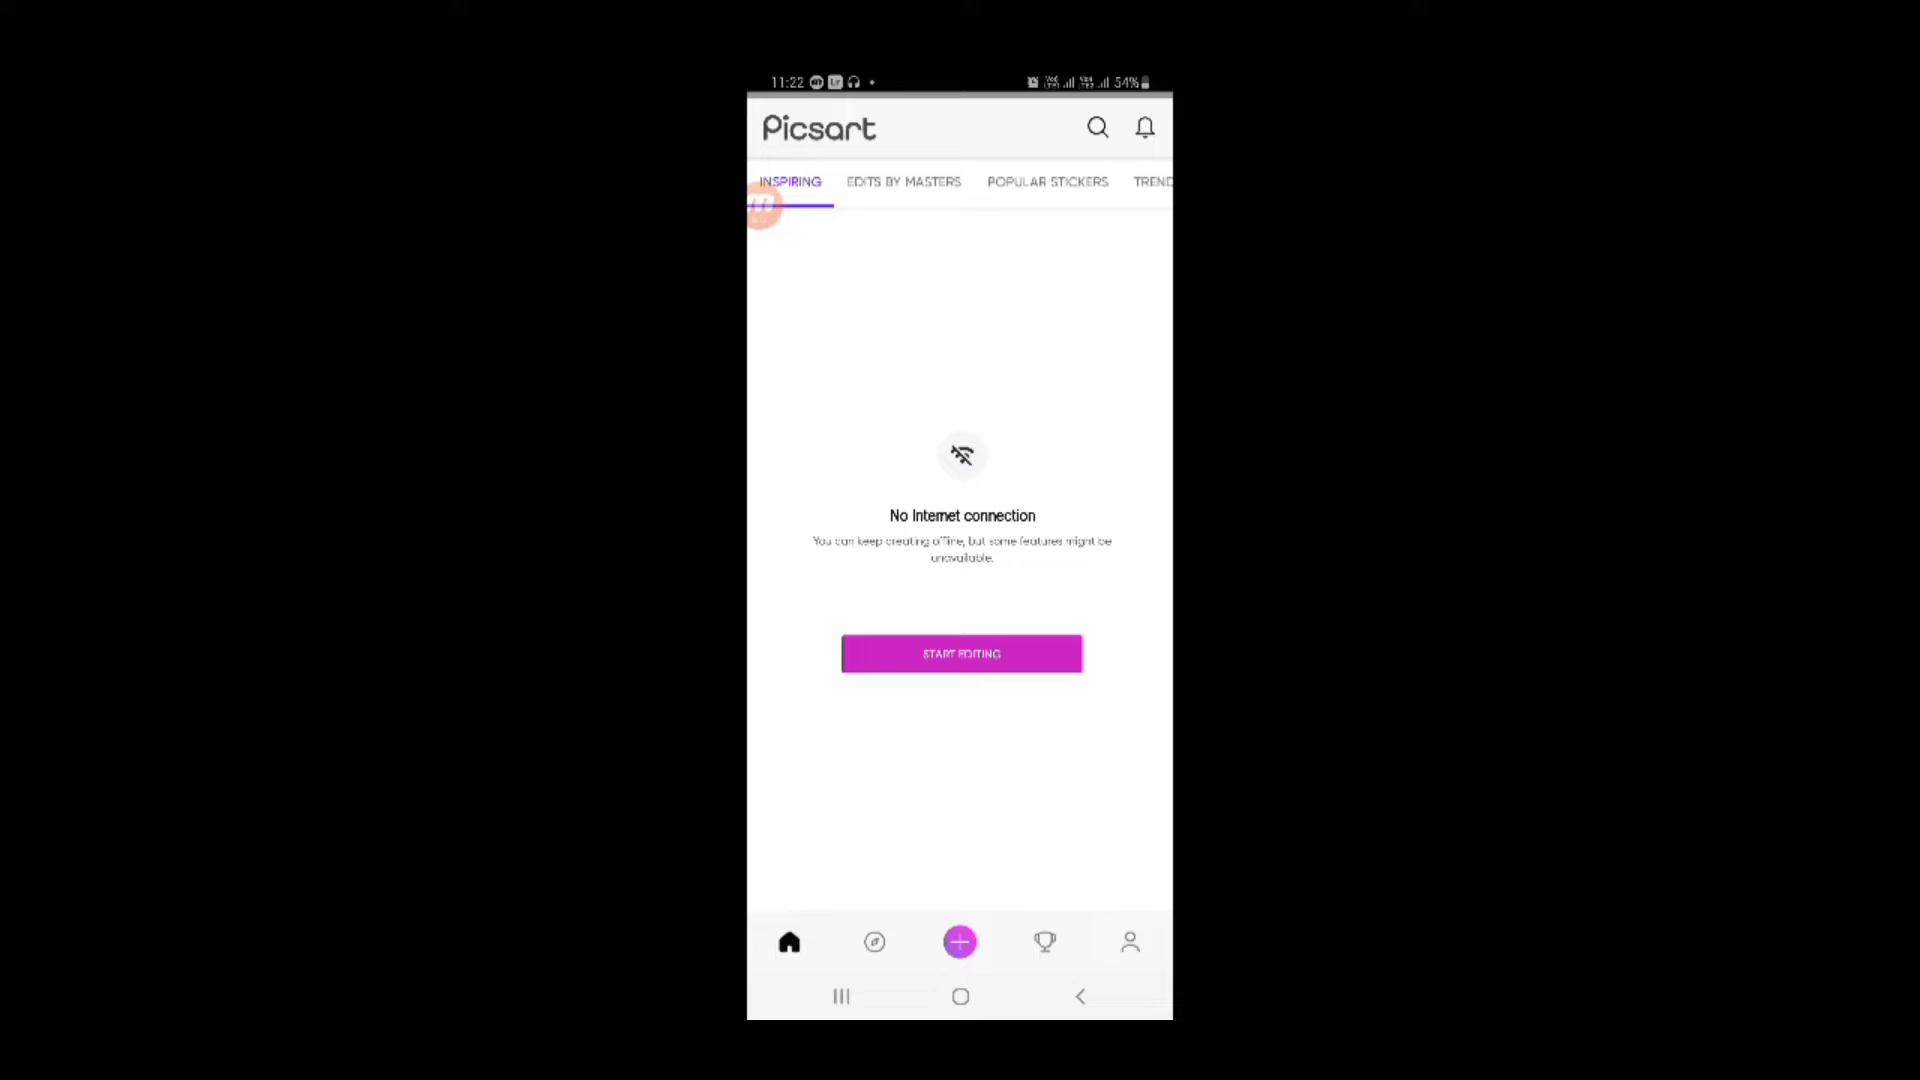 11:22 54%
Picsart
INSPIRING EDITS BY MASTERS POPULAR STICKERS TREND
No Internet connection
You can keep creating offline, but some features might be
unavailable.
START EDITING